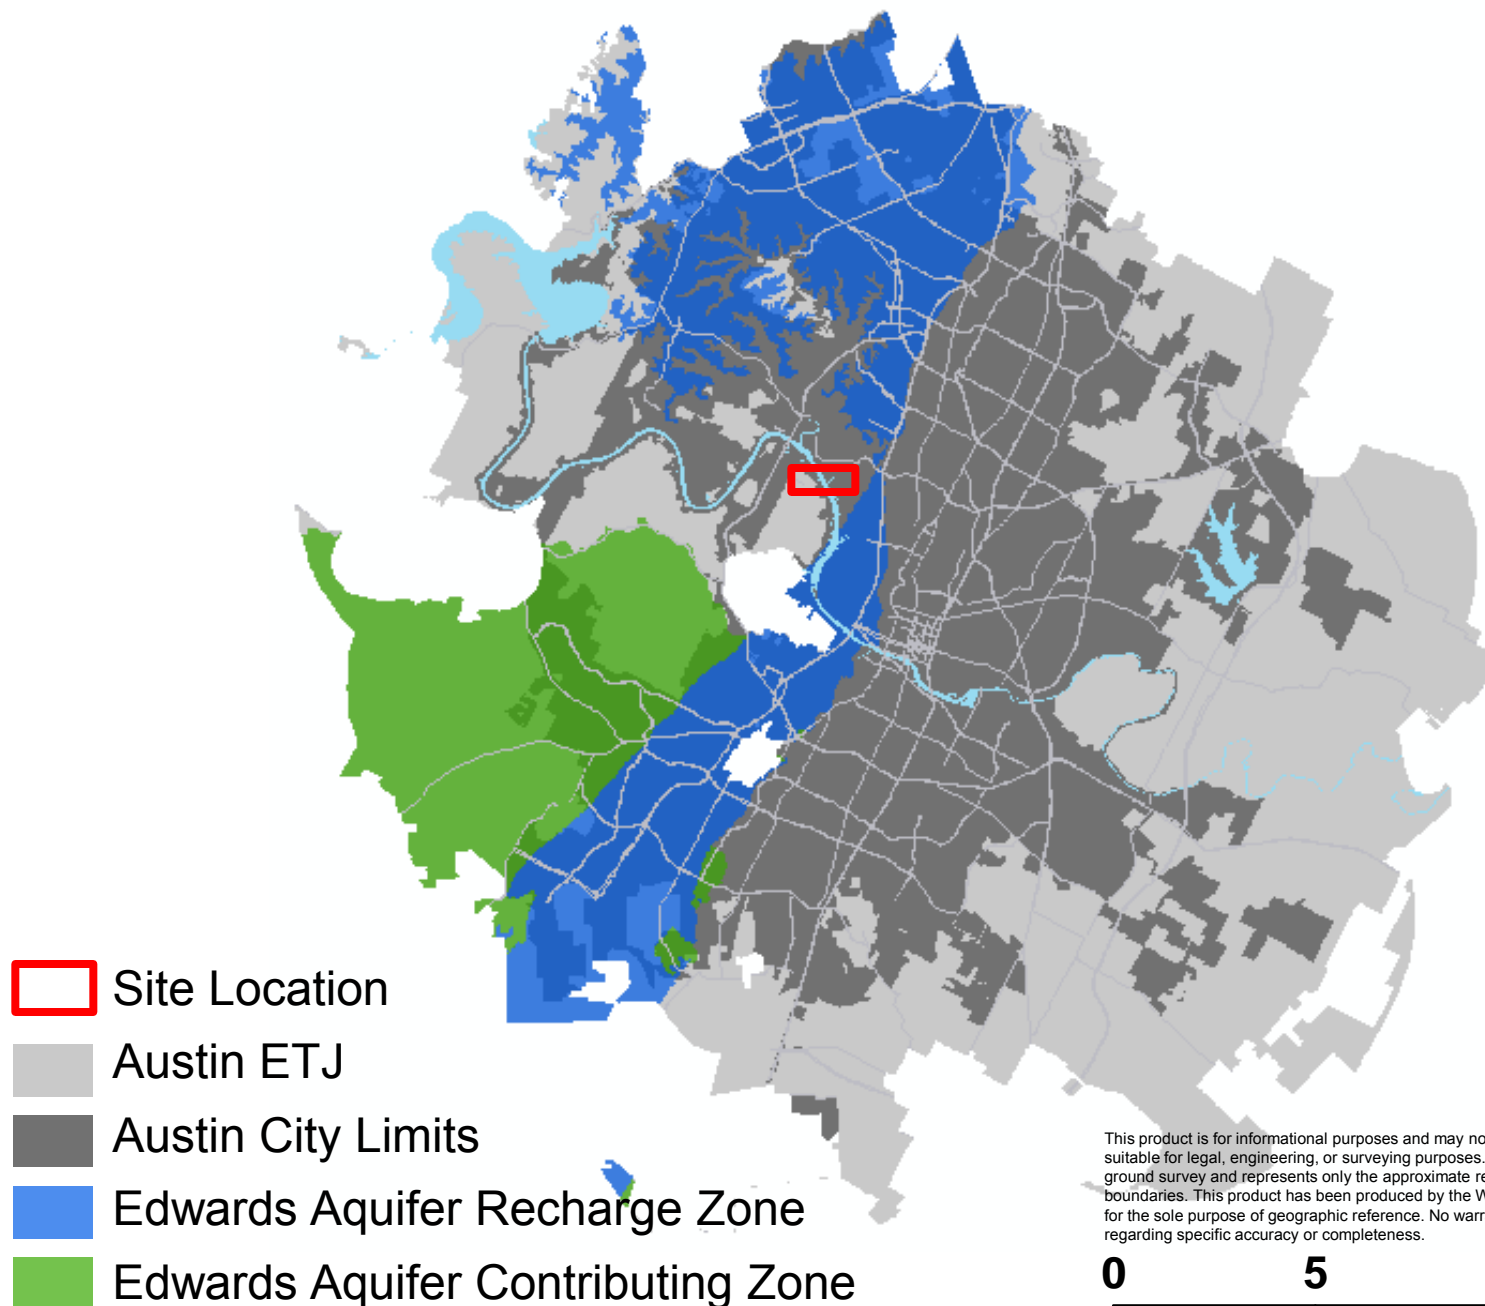 Site Location
Austin ETJ
Austin City Limits
Edwards Aquifer Recharge Zone
Edwards Aquifer Contributing Zone
This product is for informational purposes and may no
suitable for legal, engineering, or surveying purposes.
ground survey and represents only the approximate re
boundaries. This product has been produced by the W
for the sole purpose of geographic reference. No warr
regarding specific accuracy or completeness.
0 5